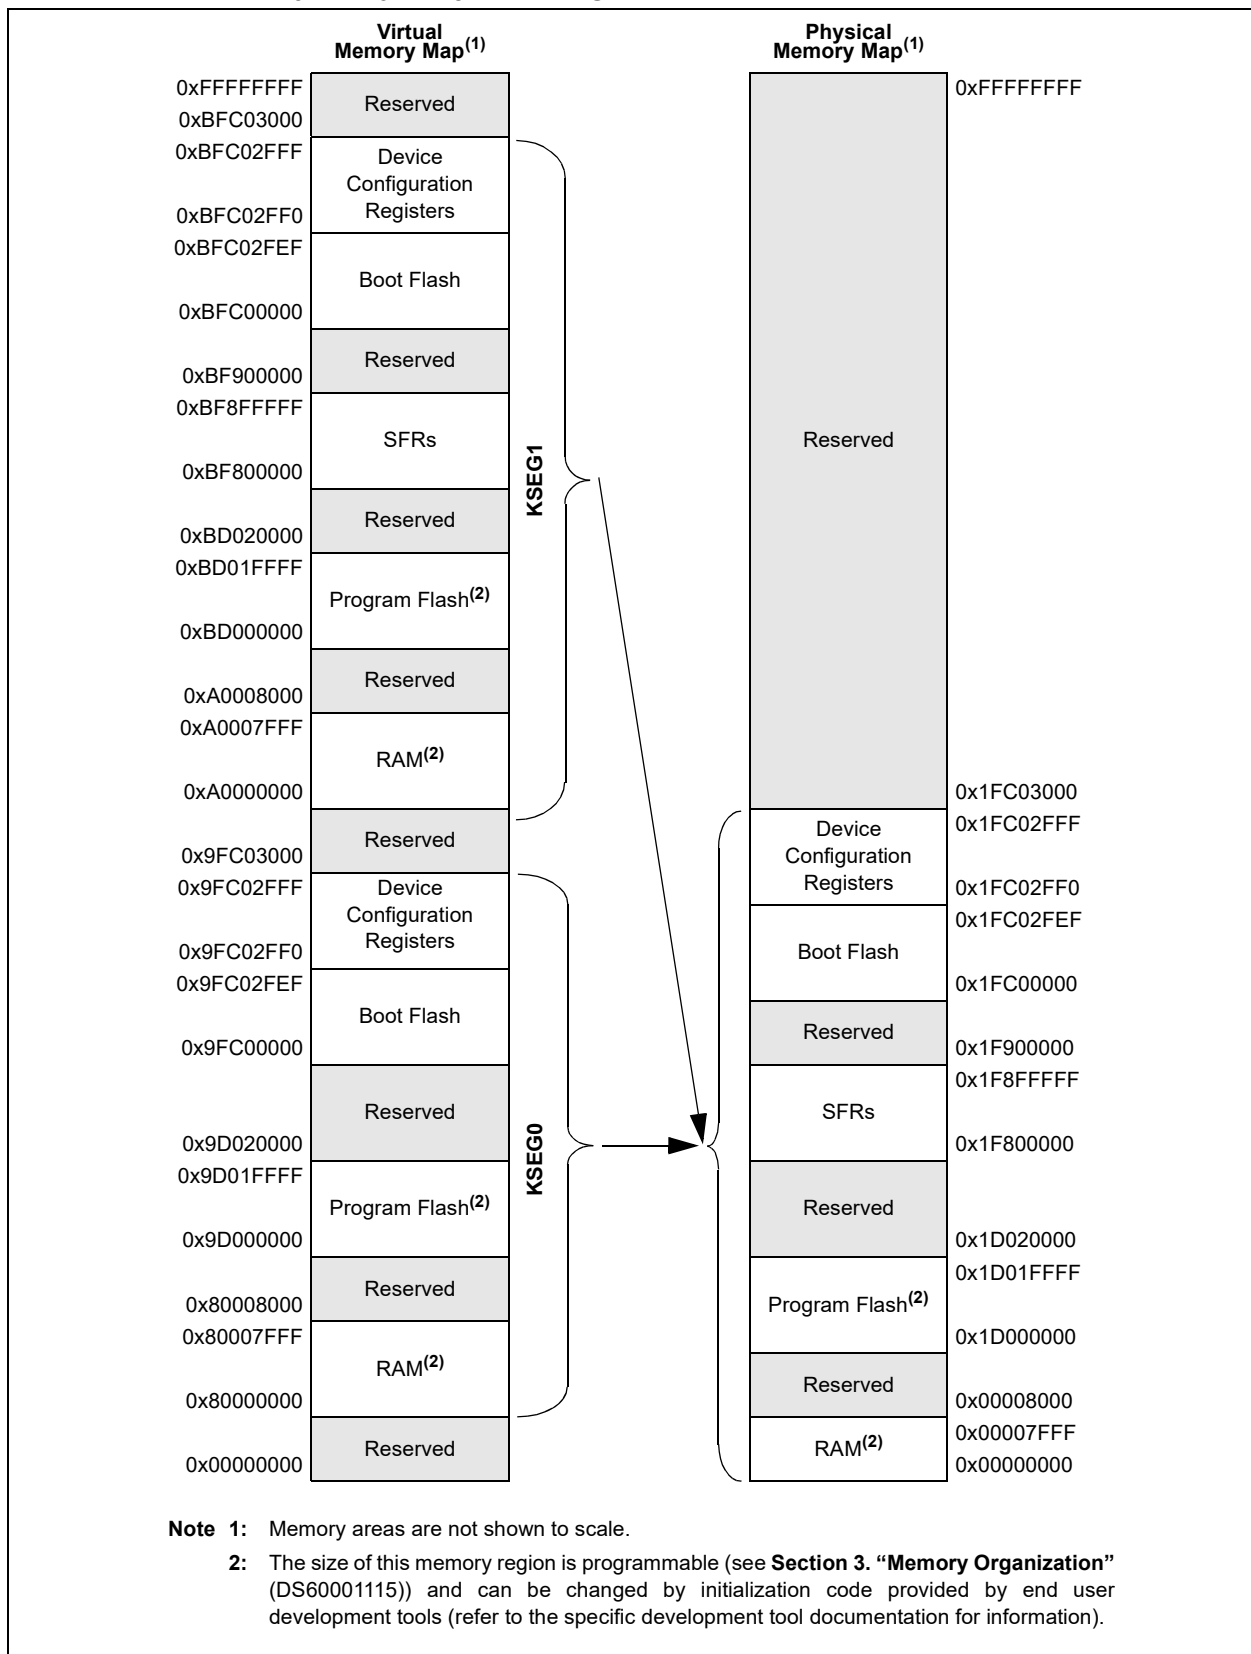 Virtual
Memory Map(1)
Physical
Memory Map(1)
0xFFFFFFFF
Reserved
0xBFC03000
0xBFC02FFF
Device
Configuration
Registers
0xBFC02FF0
0xBFC02FEF
Boot Flash
0xBFC00000
Reserved
0xBF900000
0xBF8FFFFF
SFRs
0xBF800000
Reserved
0xBD020000
0xBD01FFFF
Program Flash(2)
0xBD000000
Reserved
0xA0008000
0xA0007FFF
RAM(2)
0xA0000000
Reserved
0x9FC03000
0x9FC02FFF
Device
Configuration
Registers
0x9FC02FF0
0x9FC02FEF
Boot Flash
0x9FC00000
Reserved
0x9D020000
0x9D01FFFF
Program Flash(2)
0x9D000000
Reserved
0x80008000
0x80007FFF
RAM(2)
0x80000000
Reserved
0x00000000
KSEG1
KSEG0
0xFFFFFFFF
Reserved
0x1FC03000
0x1FC02FFF
Device
Configuration
Registers
0x1FC02FF0
0x1FC02FEF
Boot Flash
0x1FC00000
Reserved
0x1F900000
0x1F8FFFFF
SFRs
0x1F800000
Reserved
0x1D020000
0x1D01FFFF
Program Flash(2)
0x1D000000
Reserved
0x00008000
0x00007FFF
RAM(2)
0x00000000
Note 1: Memory areas are not shown to scale.
2: The size of this memory region is programmable (see Section 3. “Memory Organization”
(DS60001115)) and can be changed by initialization code provided by end user
development tools (refer to the specific development tool documentation for information).